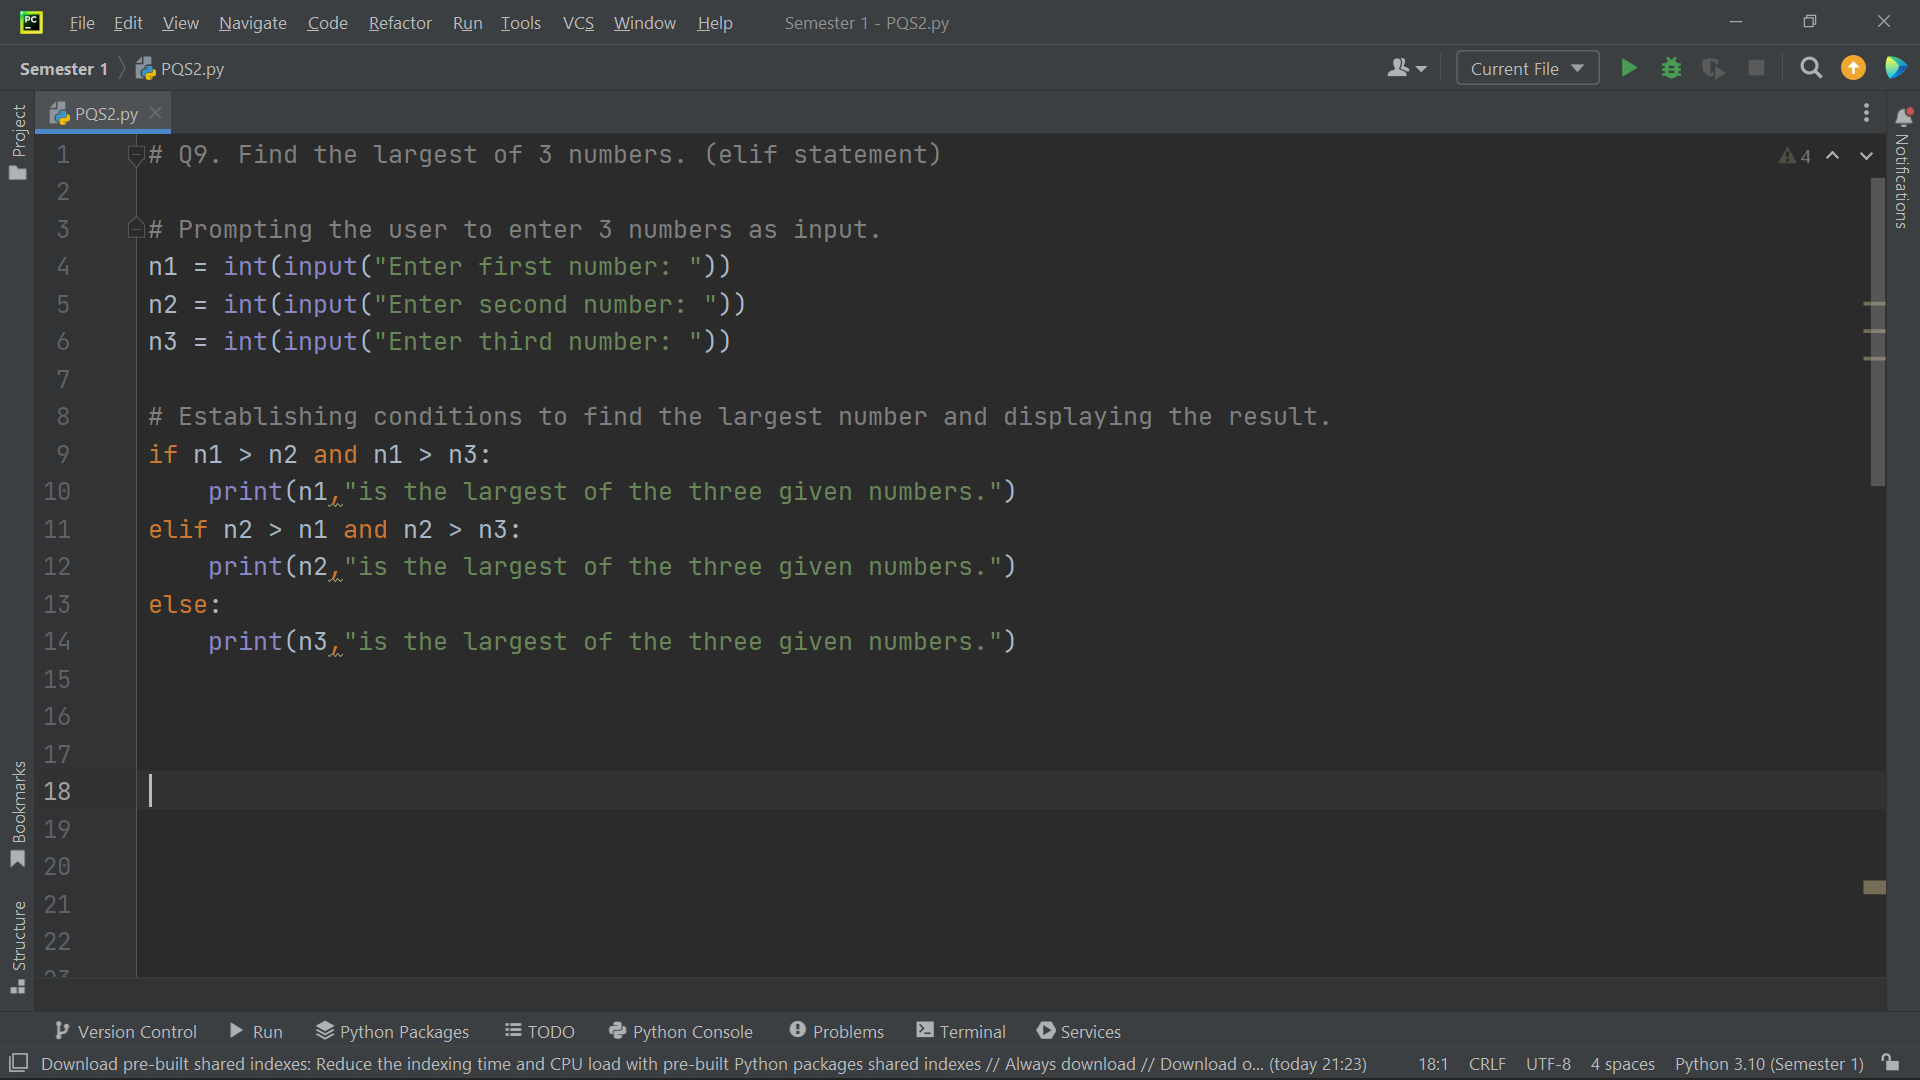 PC File Edit View Navigate Code Refactor Run Tools VCS Window Help Semester 1 - PQS2.py
Semester 1 PQS2.py Current File
Project
PQS2.py
Notifications
1 # Q9. Find the largest of 3 numbers. (elif statement)
4
2
3 # Prompting the user to enter 3 numbers as input.
4 n1 = int(input("Enter first number: "))
5 n2 = int(input("Enter second number: "))
6 n3 = int(input("Enter third number: "))
7
8 # Establishing conditions to find the largest number and displaying the result.
9 if n1 > n2 and n1 > n3:
10     print(n1,"is the largest of the three given numbers.")
11 elif n2 > n1 and n2 > n3:
12     print(n2,"is the largest of the three given numbers.")
13 else:
14     print(n3,"is the largest of the three given numbers.")
15
16
17
18
19
20
21
22
23
Bookmarks
Structure
Version Control Run Python Packages TODO Python Console Problems Terminal Services
Download pre-built shared indexes: Reduce the indexing time and CPU load with pre-built Python packages shared indexes // Always download // Download o... (today 21:23) 18:1 CRLF UTF-8 4 spaces Python 3.10 (Semester 1)